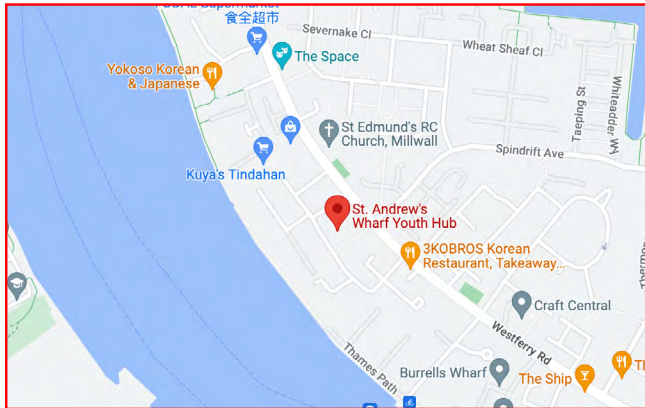 食全超市
Severnake Cl
Wheat Sheaf Cl
The Space
Yokoso Korean
& Japanese
Taeping St
Whiteadder Way
St Edmund's RC
Church, Millwall
Spindrift Ave
Kuya's Tindahan
St. Andrew's
Wharf Youth Hub
3KOBROS Korean
Restaurant, Takeaway...
Craft Central
Westferry Rd
Thames Path
Burrells Wharf
The Ship